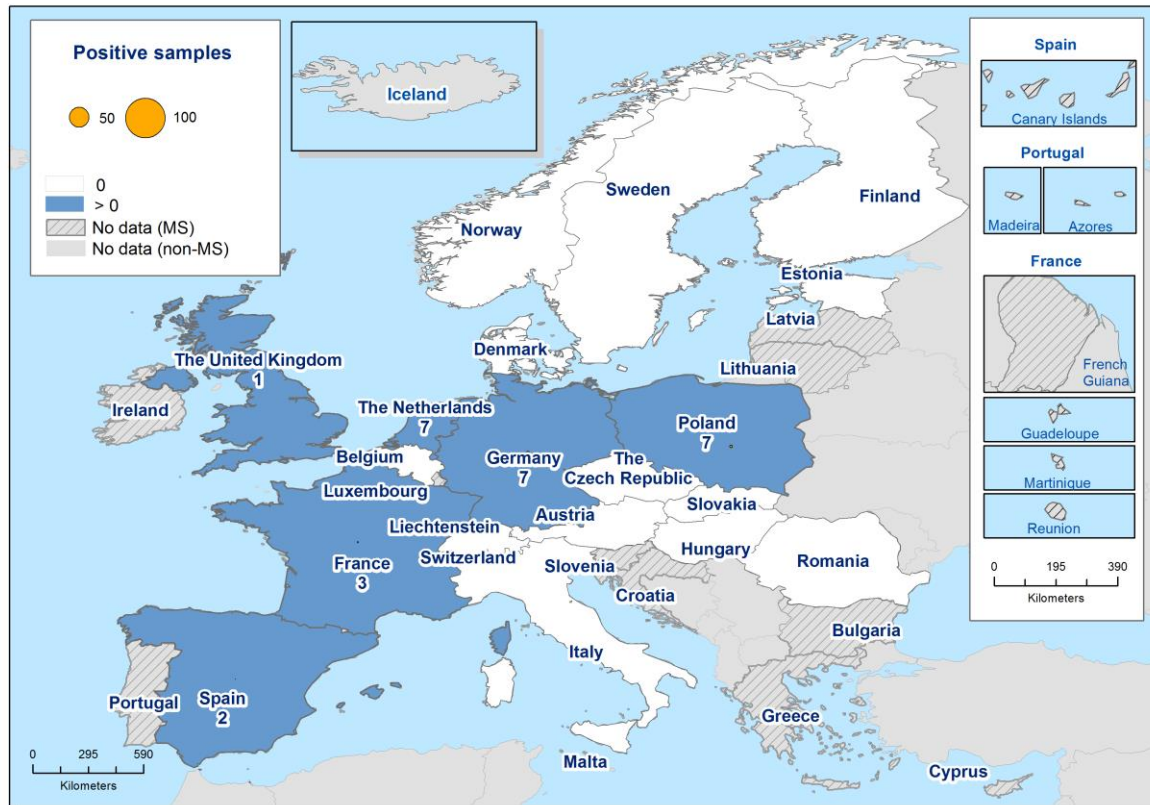 Positive samples
50
100
0
> 0
No data (MS)
No data (non-MS)
Iceland
Sweden
Finland
Norway
Estonia
Latvia
Denmark
Lithuania
The United Kingdom
1
Ireland
The Netherlands
7
Poland
7
Belgium
Germany
7
The
Czech Republic
Luxembourg
Slovakia
Austria
Liechtenstein
Switzerland
Hungary
Romania
France
3
Slovenia
Croatia
Bulgaria
Italy
Portugal
Spain
2
Greece
Malta
Cyprus
0 295 590
Kilometers
Spain
Canary Islands
Portugal
Madeira
Azores
France
French
Guiana
Guadeloupe
Martinique
Reunion
0 195 390
Kilometers